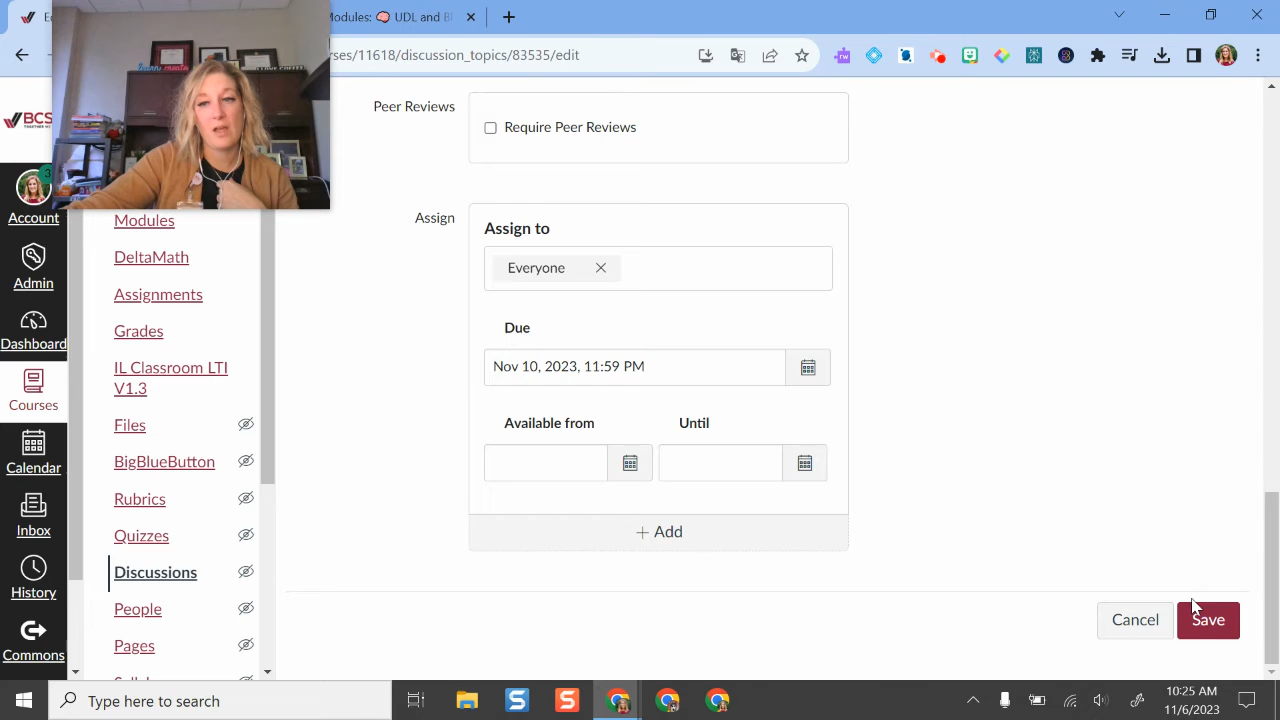 Modules: 🧠 UDL and Bl
rses/11618/discussion_topics/83535/edit
BCS
3
Account
Admin
Dashboard
Courses
Calendar
Inbox
History
Commons
Modules
DeltaMath
Assignments
Grades
IL Classroom LTI
V1.3
Files
BigBlueButton
Rubrics
Quizzes
Discussions
People
Pages
Peer Reviews
Require Peer Reviews
Assign
Assign to
Everyone
Due
Nov 10, 2023, 11:59 PM
Available from
Until
+ Add
Cancel
Save
Type here to search
10:25 AM
11/6/2023